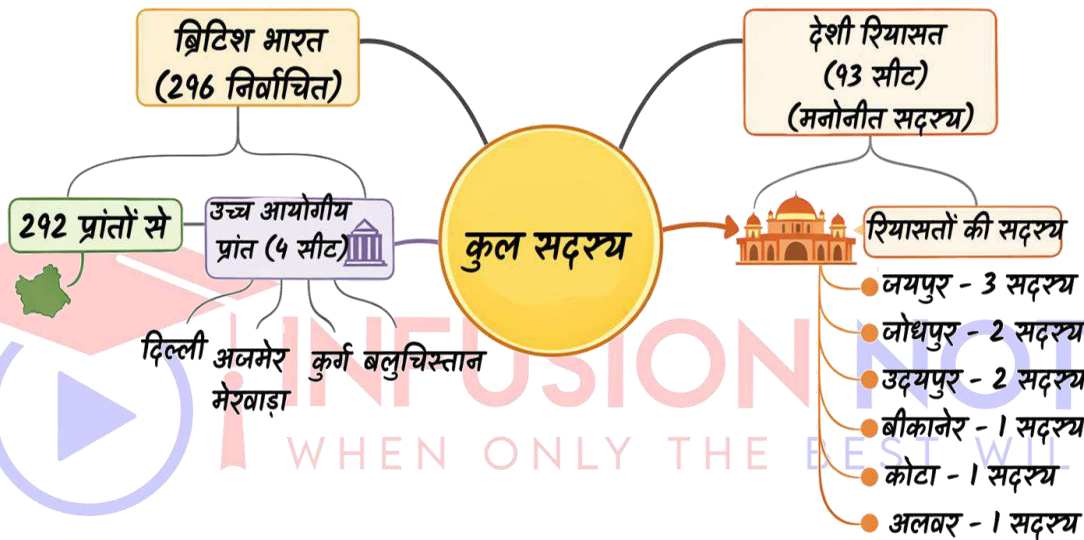 ब्रिटिश भारत
(296 निर्वाचित)
देशी रियासत
(93 सीट)
(मनोनीत सदस्य)
292 प्रांतों से
उच्च आयोगीय
प्रांत (4 सीट)
कुल सदस्य
रियासतों की सदस्य
दिल्ली
अजमेर
मेरवाड़ा
कुर्ग
बलुचिस्तान
जयपुर - 3 सदस्य
जोधपुर - 2 सदस्य
उदयपुर - 2 सदस्य
बीकानेर - 1 सदस्य
कोटा - 1 सदस्य
अलवर - 1 सदस्य
INFUSION NOT
WHEN ONLY THE BEST WIL